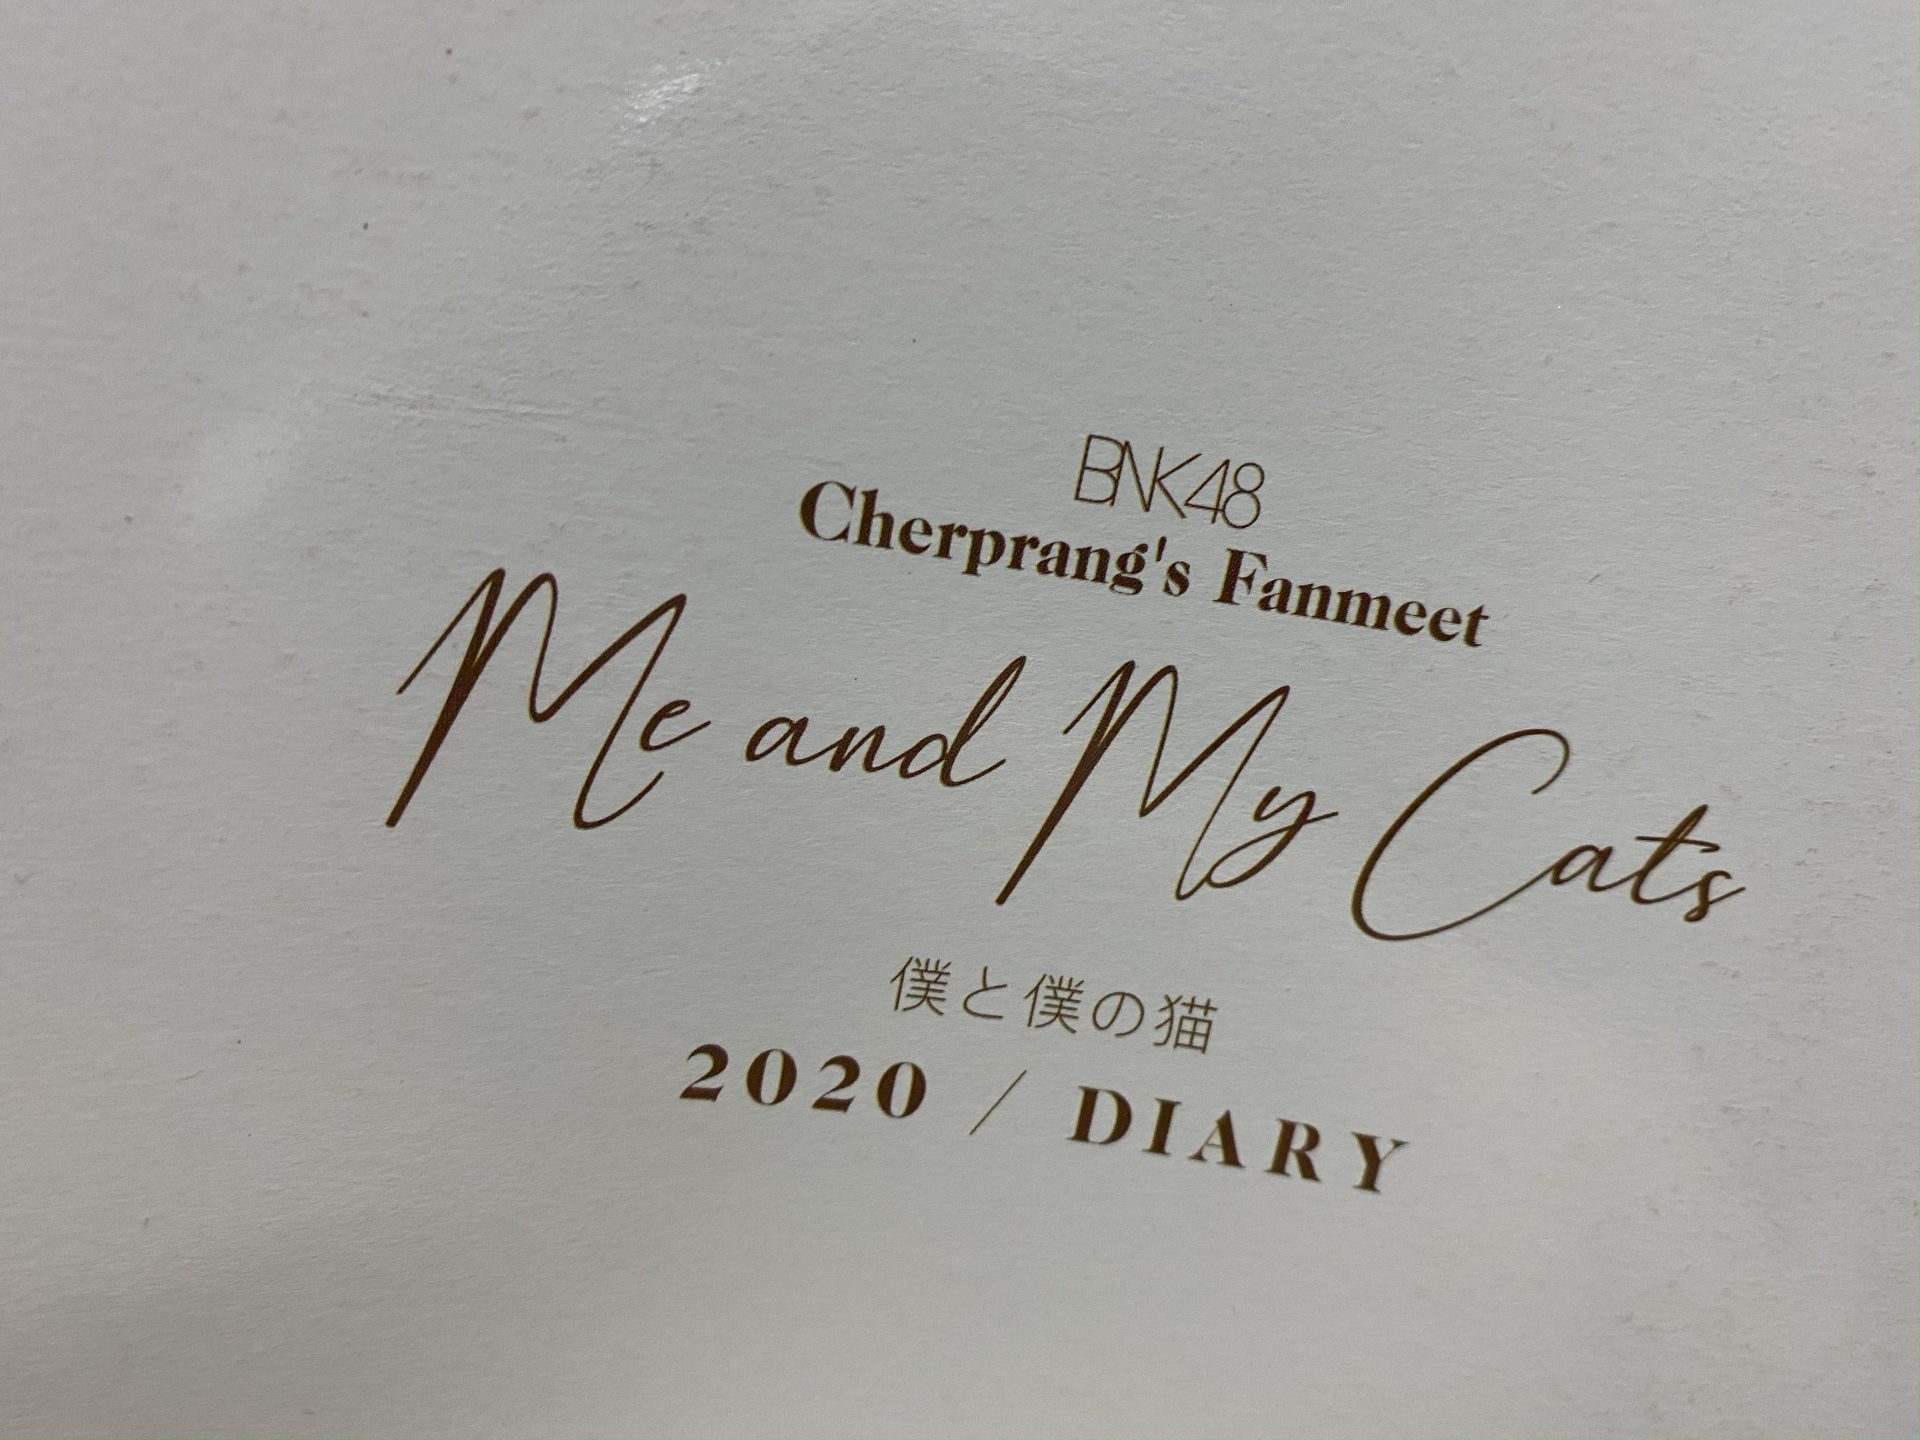 BNK48
Cherprang's Fanmeet
Me and My Cats
僕と僕の猫
2020 / DIARY